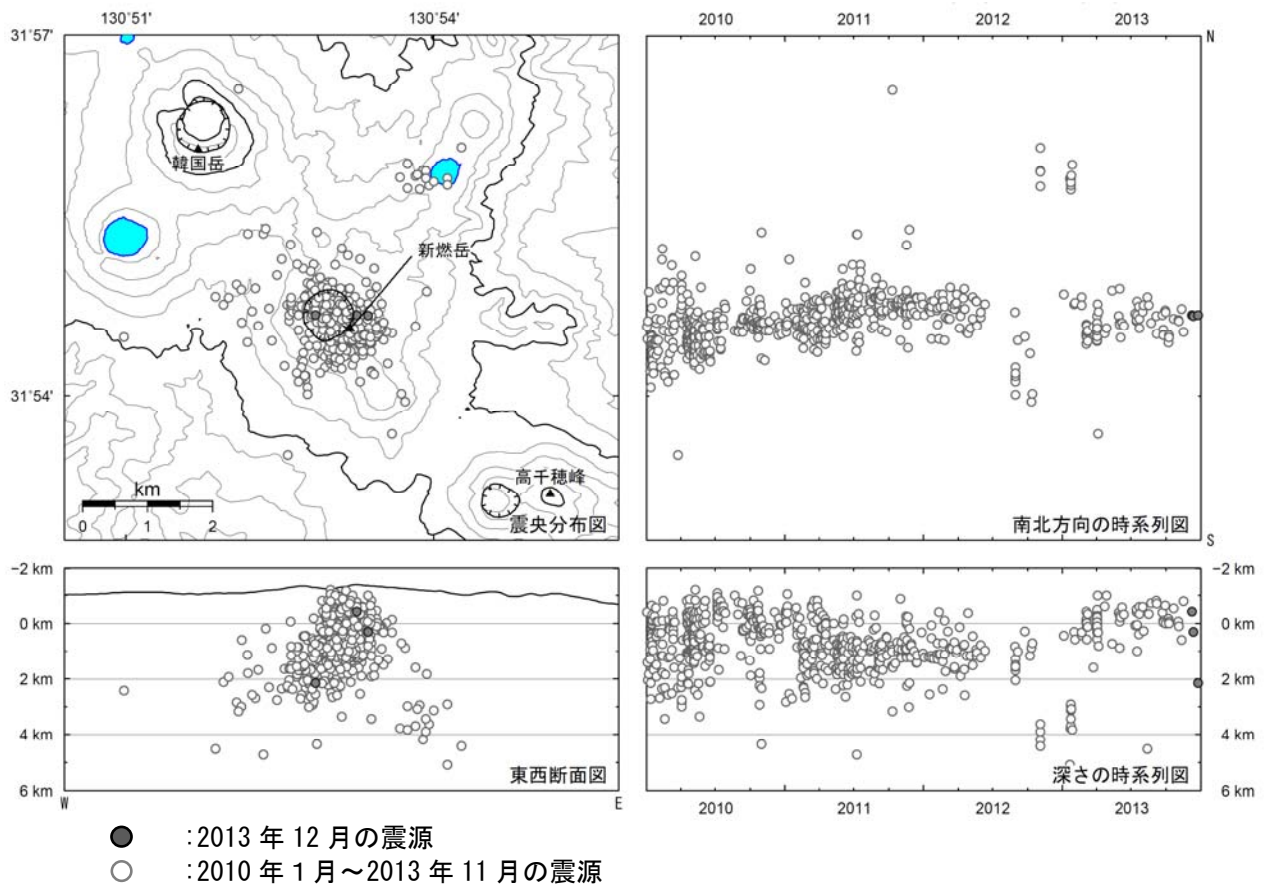 130°51' 130°54' 2010 2011 2012 2013
31°57' N
韓国岳
新燃岳
31°54'
高千穂峰
km
0 1 2
震央分布図 南北方向の時系列図
S
-2 km -2 km
0 km 0 km
2 km 2 km
4 km 4 km
東西断面図 深さの時系列図
6 km 6 km
W E 2010 2011 2012 2013
:2013 年 12 月の震源
:2010 年 1 月～2013 年 11 月の震源